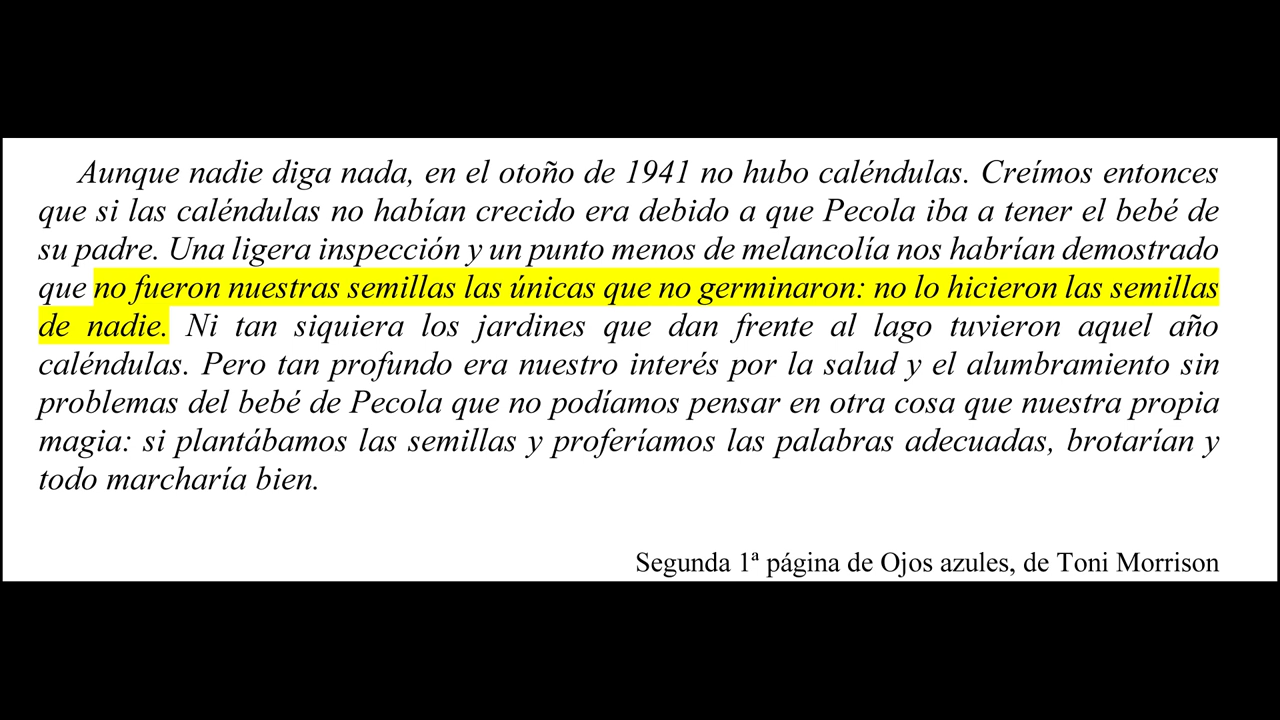 Aunque nadie diga nada, en el otoño de 1941 no hubo caléndulas. Creímos entonces
que si las caléndulas no habían crecido era debido a que Pecola iba a tener el bebé de
su padre. Una ligera inspección y un punto menos de melancolía nos habrían demostrado
que no fueron nuestras semillas las únicas que no germinaron: no lo hicieron las semillas
de nadie. Ni tan siquiera los jardines que dan frente al lago tuvieron aquel año
caléndulas. Pero tan profundo era nuestro interés por la salud y el alumbramiento sin
problemas del bebé de Pecola que no podíamos pensar en otra cosa que nuestra propia
magia: si plantábamos las semillas y proferíamos las palabras adecuadas, brotarían y
todo marcharía bien.
Segunda 1ª página de Ojos azules, de Toni Morrison